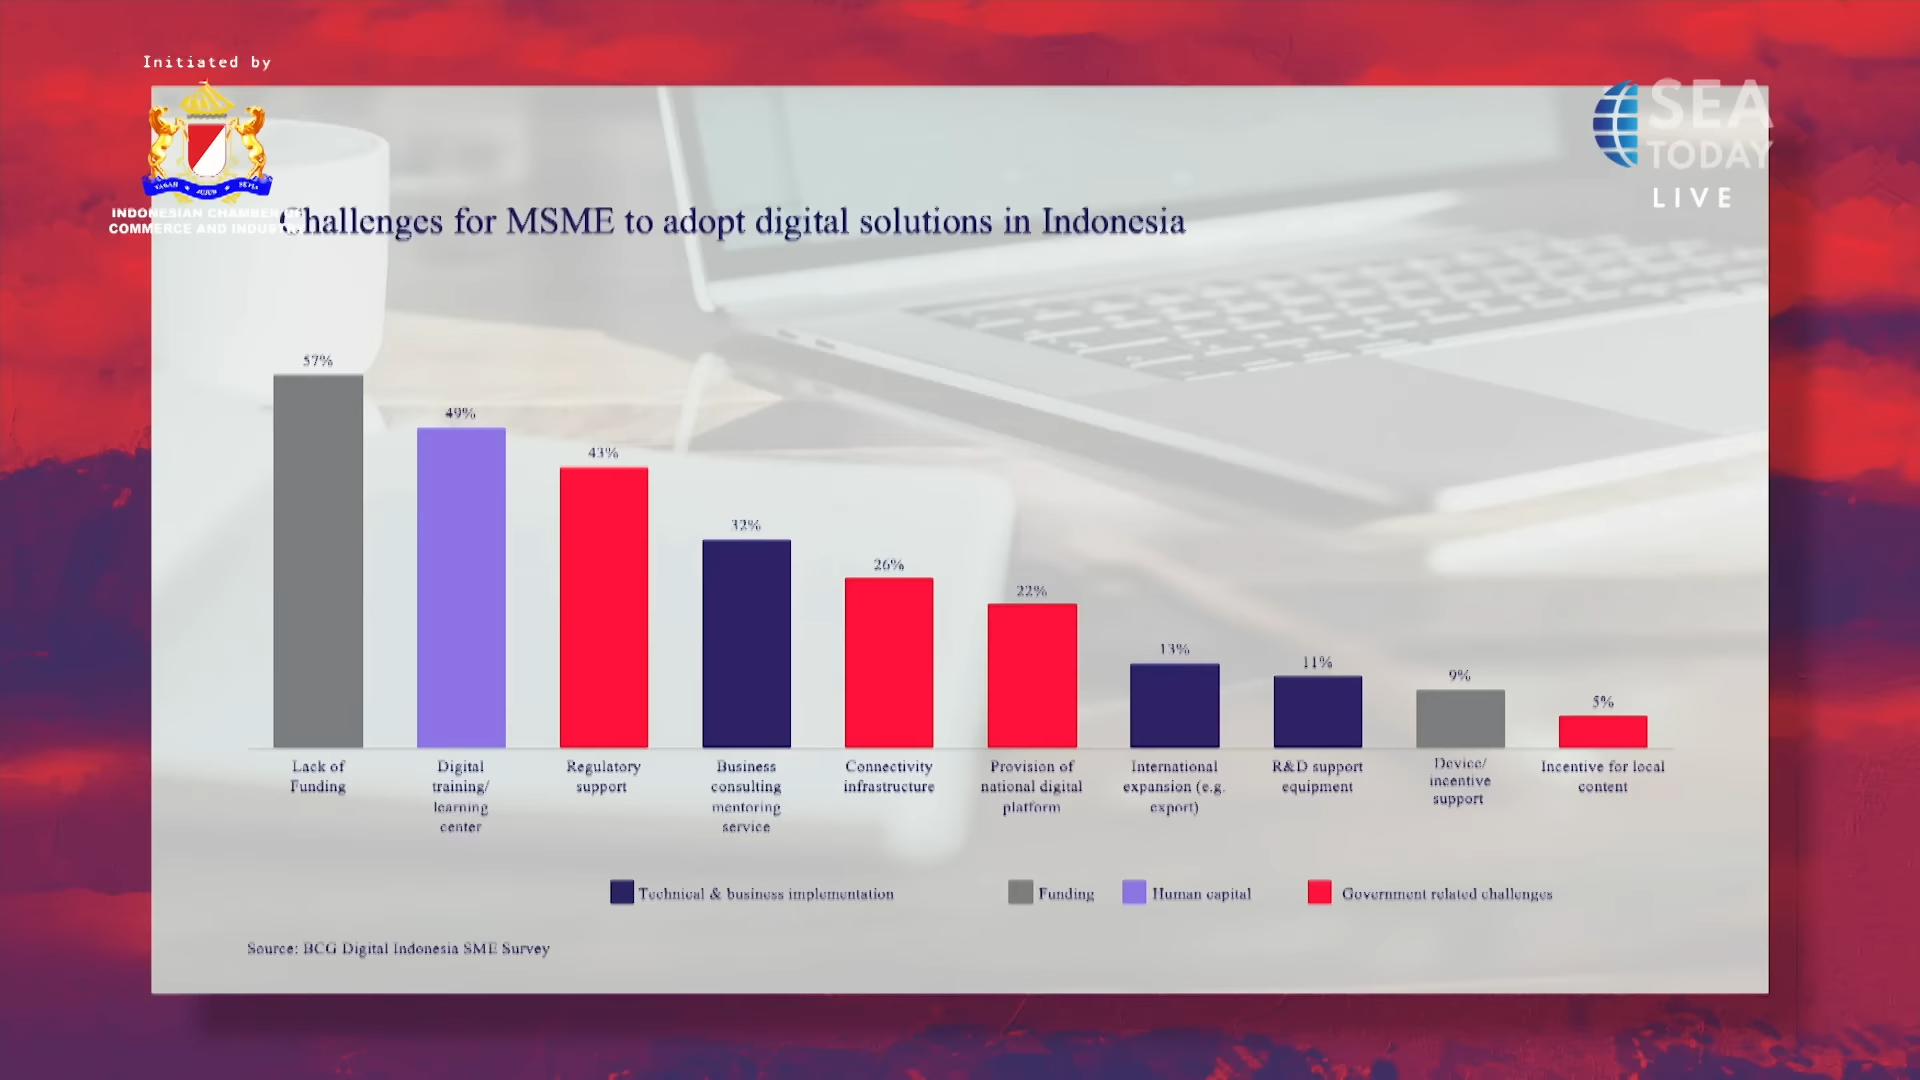 Initiated by
SEA
TODAY
LIVE
INDONESIAN CHAMBER OF
COMMERCE AND INDUSTRY
Challenges for MSME to adopt digital solutions in Indonesia
57%
49%
43%
32%
26%
22%
13%
11%
9%
5%
Lack of
Funding
Digital
training/
learning
center
Regulatory
support
Business
consulting
mentoring
service
Connectivity
infrastructure
Provision of
national digital
platform
International
expansion (e.g.
export)
R&D support
equipment
Device/
incentive
support
Incentive for local
content
Technical & business implementation
Funding
Human capital
Government related challenges
Source: BCG Digital Indonesia SME Survey